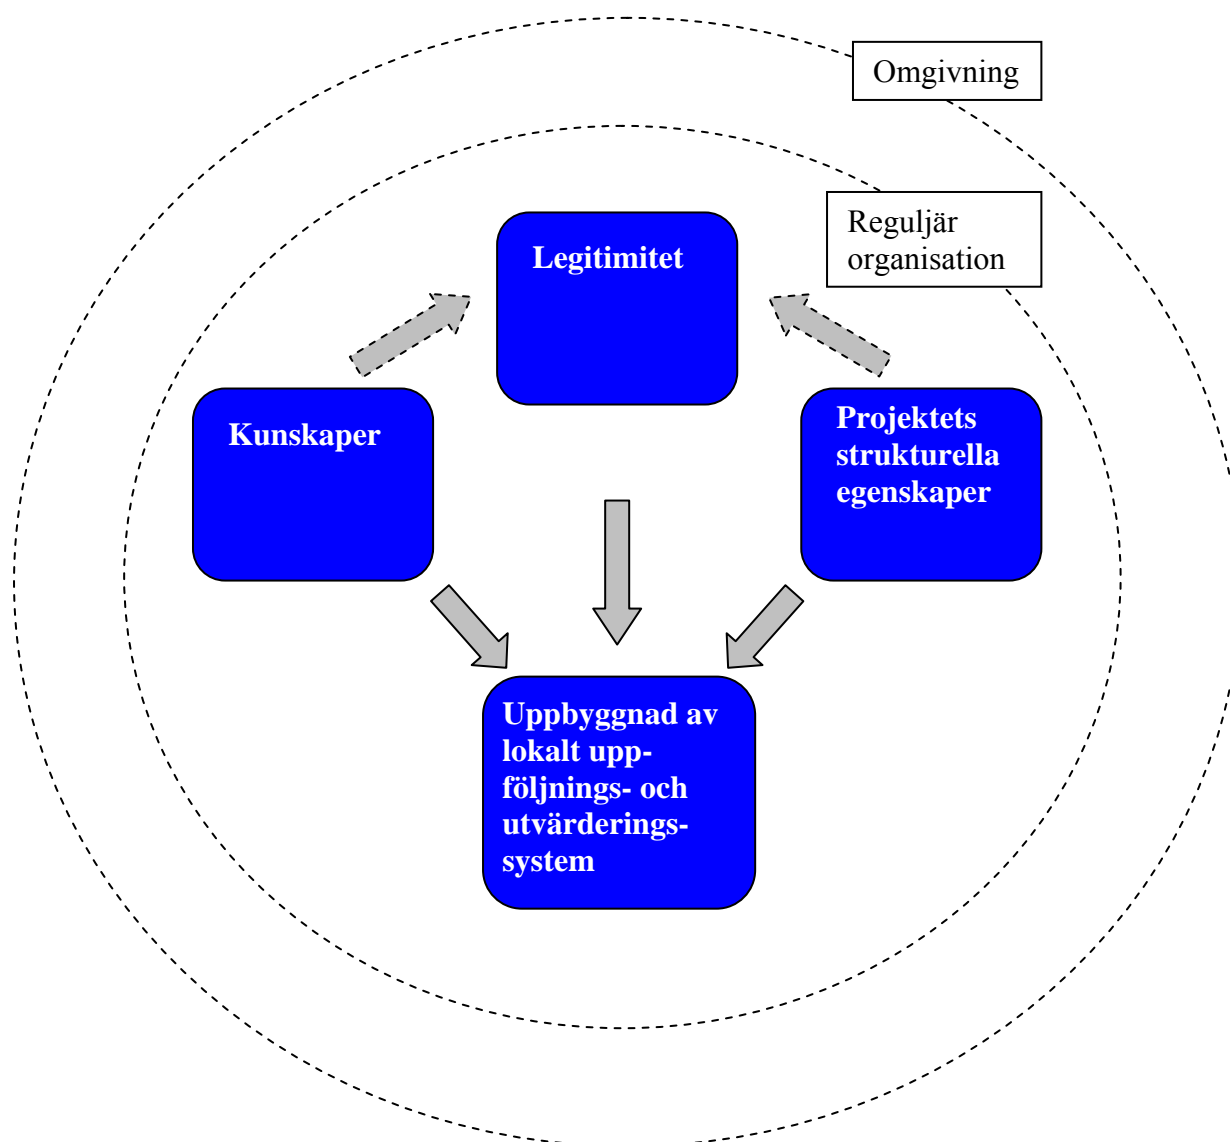 Omgivning
Reguljär
organisation
Legitimitet
Kunskaper
Projektets
strukturella
egenskaper
Uppbyggnad av
lokalt upp-
följnings- och
utvärderings-
system